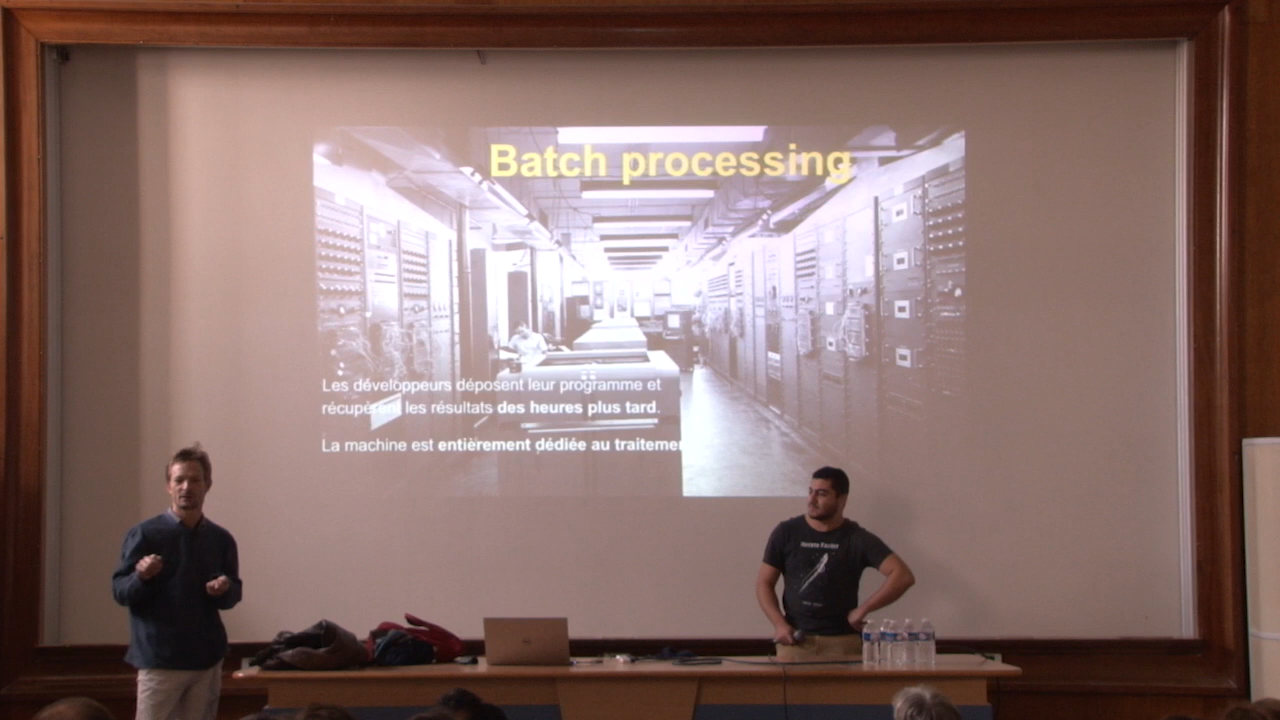 Batch processing
Les développeurs déposent leur programme et
récupèrent les résultats des heures plus tard.
La machine est entièrement dédiée au traitemen